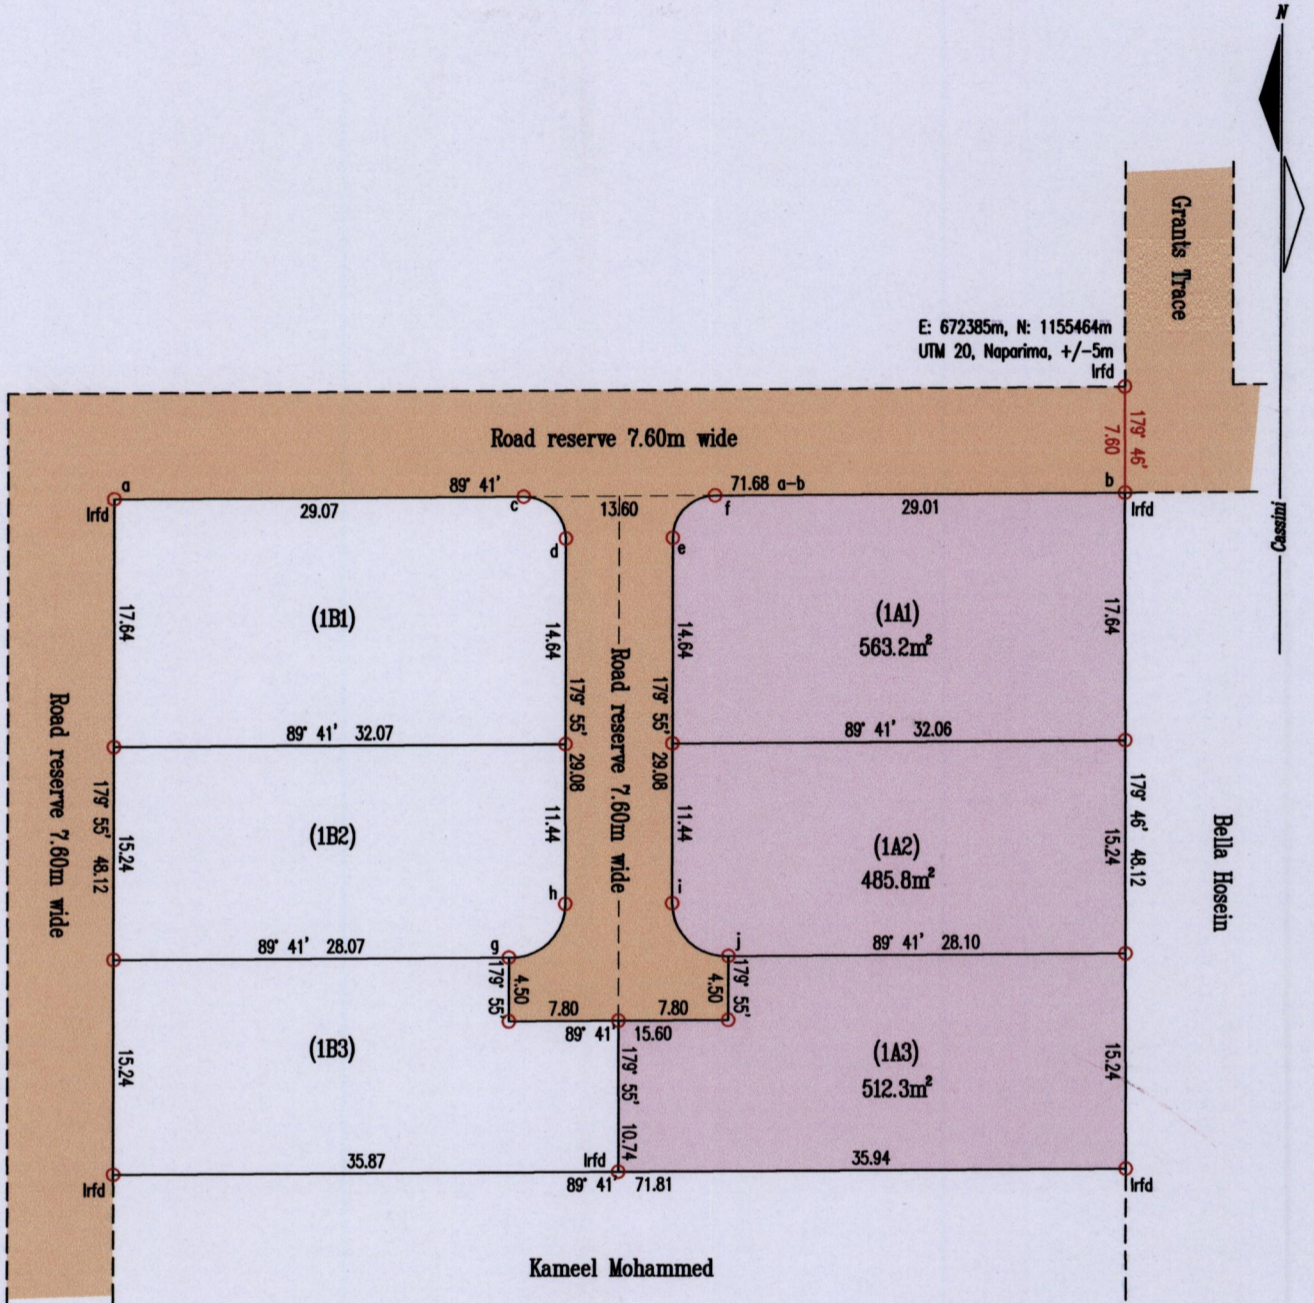 N
Grants Trace
E: 672385m, N: 1155464m
UTM 20, Naparima, +/-5m
Irfd
179° 46'
7.60
Road reserve 7.60m wide
a
89° 41'
71.68 a-b
b
Irfd
29.07
c
13.60
f
29.01
Irfd
Cassini
d
e
17.64
(1B1)
14.64
14.64
(1A1)
563.2m²
17.64
Road reserve 7.60m wide
179° 55'
29.08
179° 55'
29.08
89° 41' 32.07
89° 41' 32.06
Road reserve 7.60m wide
179° 55' 48.12
15.24
(1B2)
11.44
11.44
(1A2)
485.8m²
15.24
179° 46' 48.12
Bella Hosein
h
i
89° 41' 28.07
g
j
89° 41' 28.10
179° 55'
4.50
7.80
7.80
4.50
179° 55'
89° 41' 15.60
15.24
(1B3)
179° 55' 10.74
(1A3)
512.3m²
15.24
35.87
Irfd
35.94
Irfd
89° 41' 71.81
Irfd
Kameel Mohammed